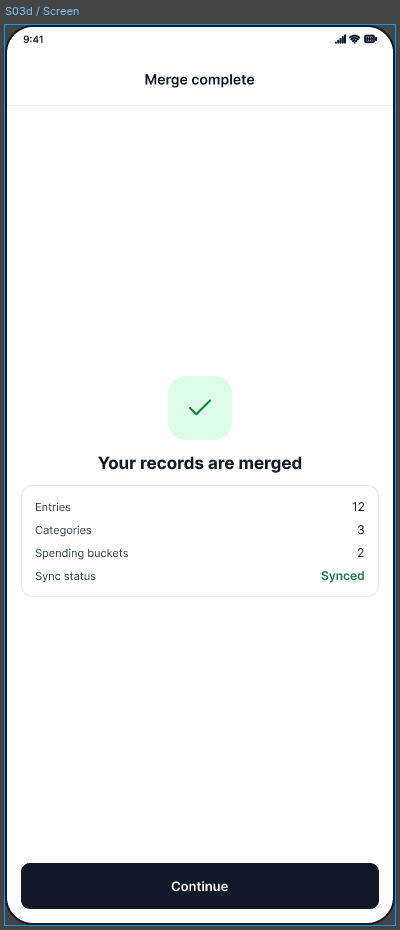 S03d / Screen
9:41
Merge complete
Your records are merged
Entries 12
Categories 3
Spending buckets 2
Sync status Synced
Continue